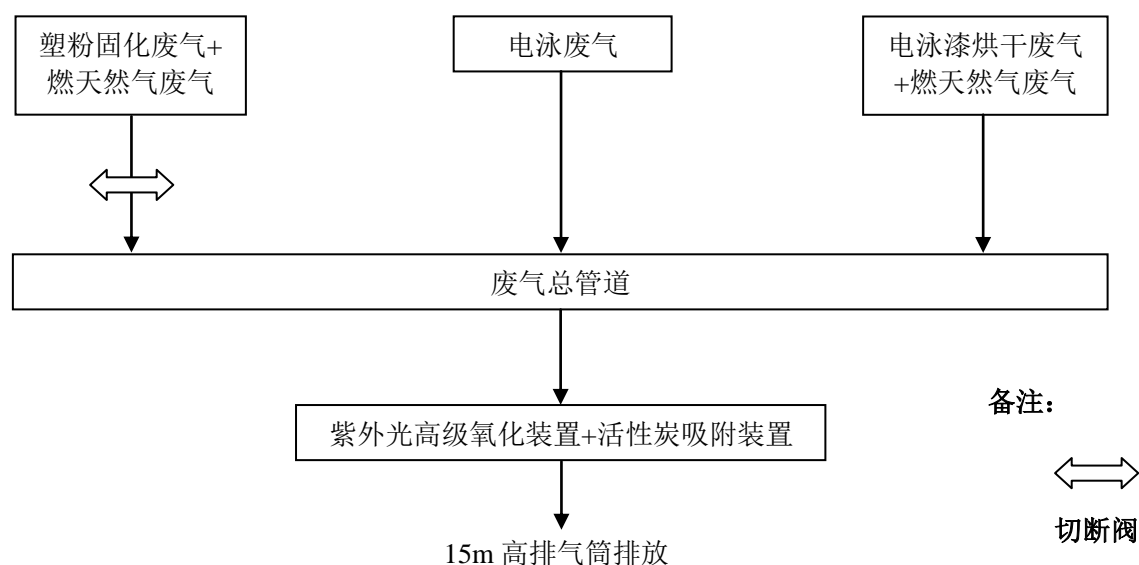 塑粉固化废气+
燃天然气废气
电泳废气
电泳漆烘干废气
+燃天然气废气
废气总管道
紫外光高级氧化装置+活性炭吸附装置
15m 高排气筒排放
备注：
切断阀